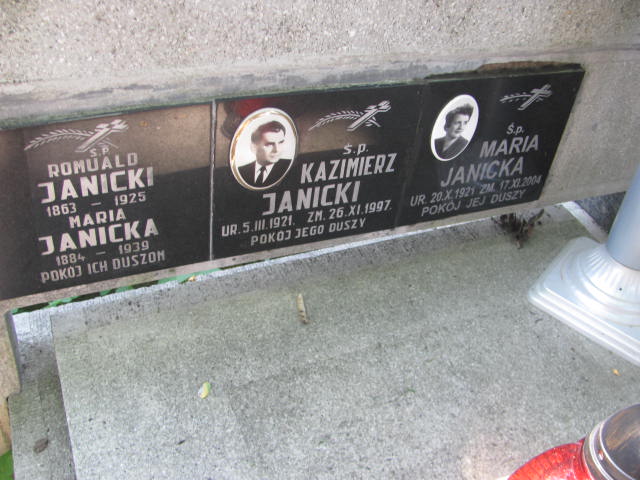 Ś.P.
ROMUALD
JANICKI
1863 – 1925
MARIA
JANICKA
1884 – 1939
POKÓJ ICH DUSZOM
Ś.P.
KAZIMIERZ
JANICKI
UR. 5.III.1921. ZM. 26.XI.1997.
POKÓJ JEGO DUSZY
Ś.P.
MARIA
JANICKA
UR. 20.X.1921 ZM. 17.XI.2004
POKÓJ JEJ DUSZY